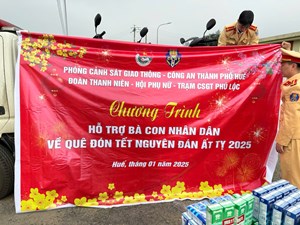 PHÒNG CẢNH SÁT GIAO THÔNG - CÔNG AN THÀNH PHỐ HUẾ
ĐOÀN THANH NIÊN - HỘI PHỤ NỮ - TRẠM CSGT PHÚ LỘC
Chương Trình
HỖ TRỢ BÀ CON NHÂN DÂN
VỀ QUÊ ĐÓN TẾT NGUYÊN ĐÁN ẤT TỴ 2025
Huế, tháng 01 năm 2025